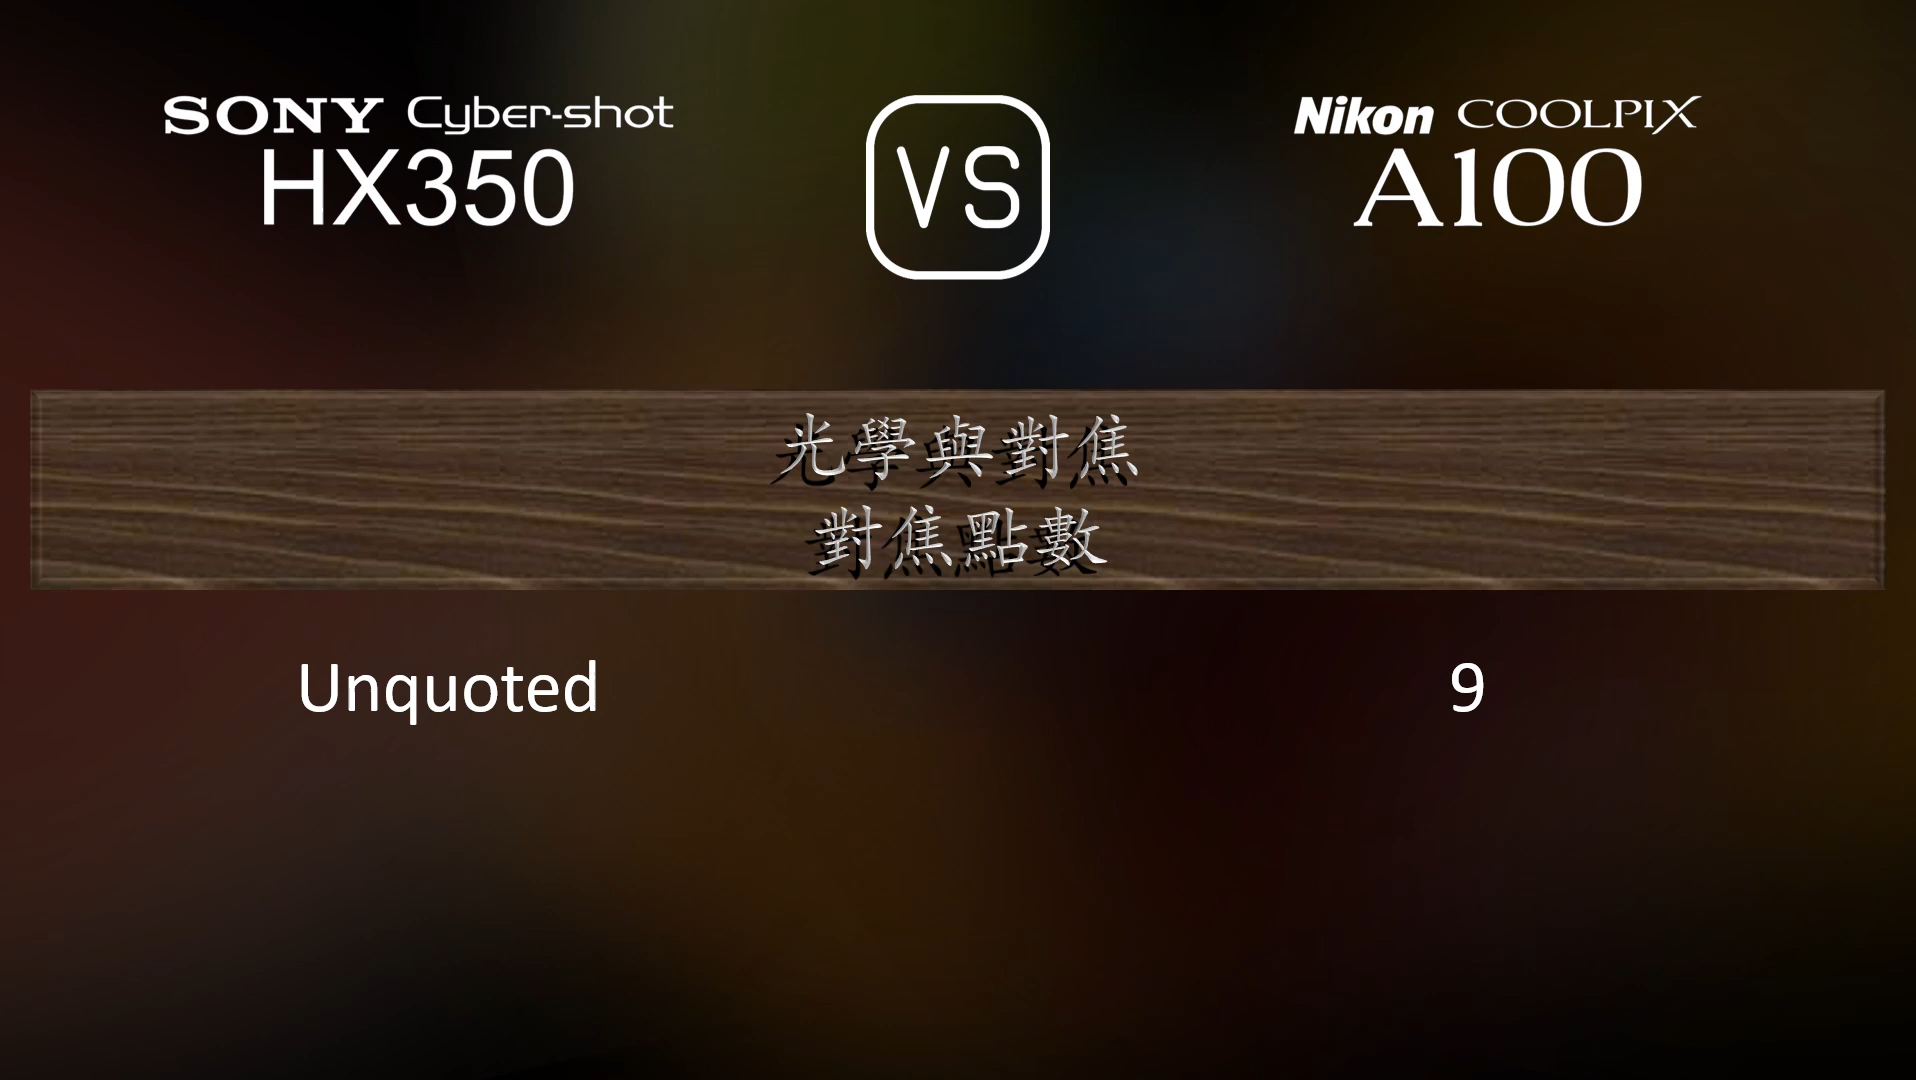 SONY Cyber-shot
HX350
VS
Nikon COOLPIX
A100
光學與對焦
對焦點數
Unquoted
9